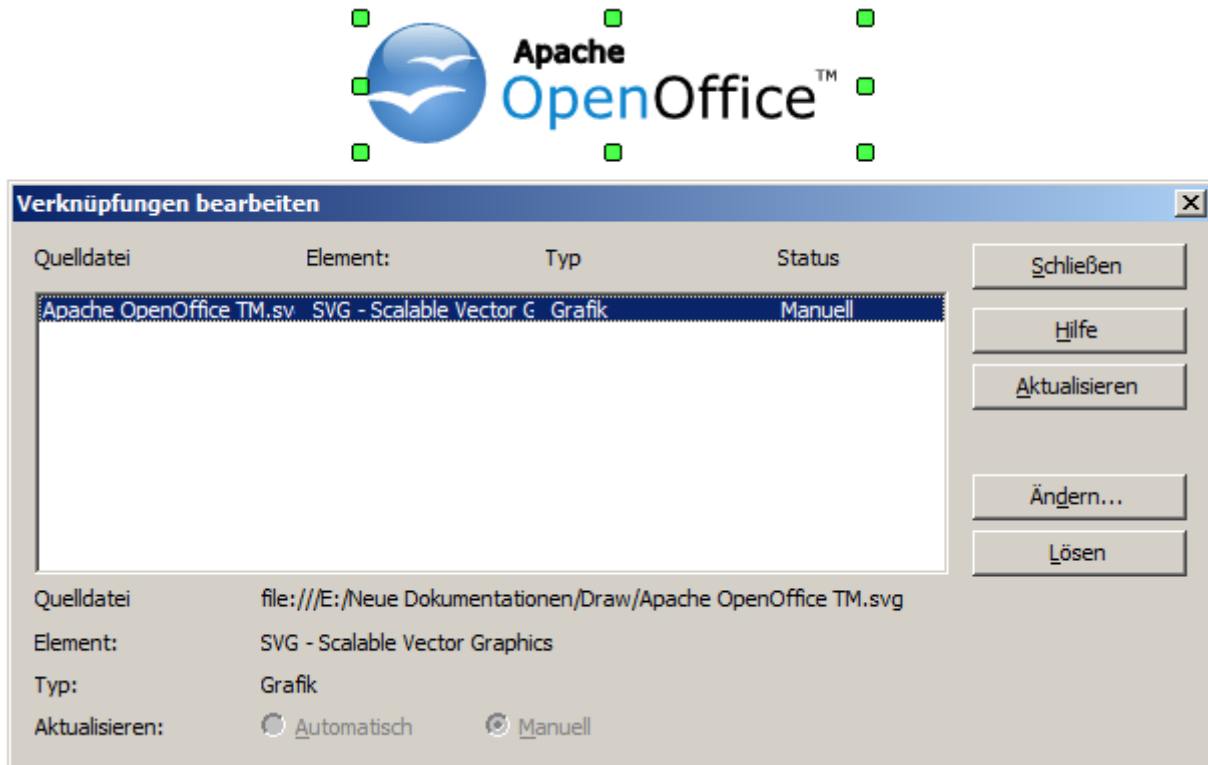 Apache
OpenOffice™
Verknüpfungen bearbeiten
Quelldatei Element: Typ Status
Schließen
Apache OpenOffice TM.sv SVG - Scalable Vector G Grafik Manuell
Hilfe
Aktualisieren
Ändern...
Lösen
Quelldatei file:///E:/Neue Dokumentationen/Draw/Apache OpenOffice TM.svg
Element: SVG - Scalable Vector Graphics
Typ: Grafik
Aktualisieren: Automatisch Manuell